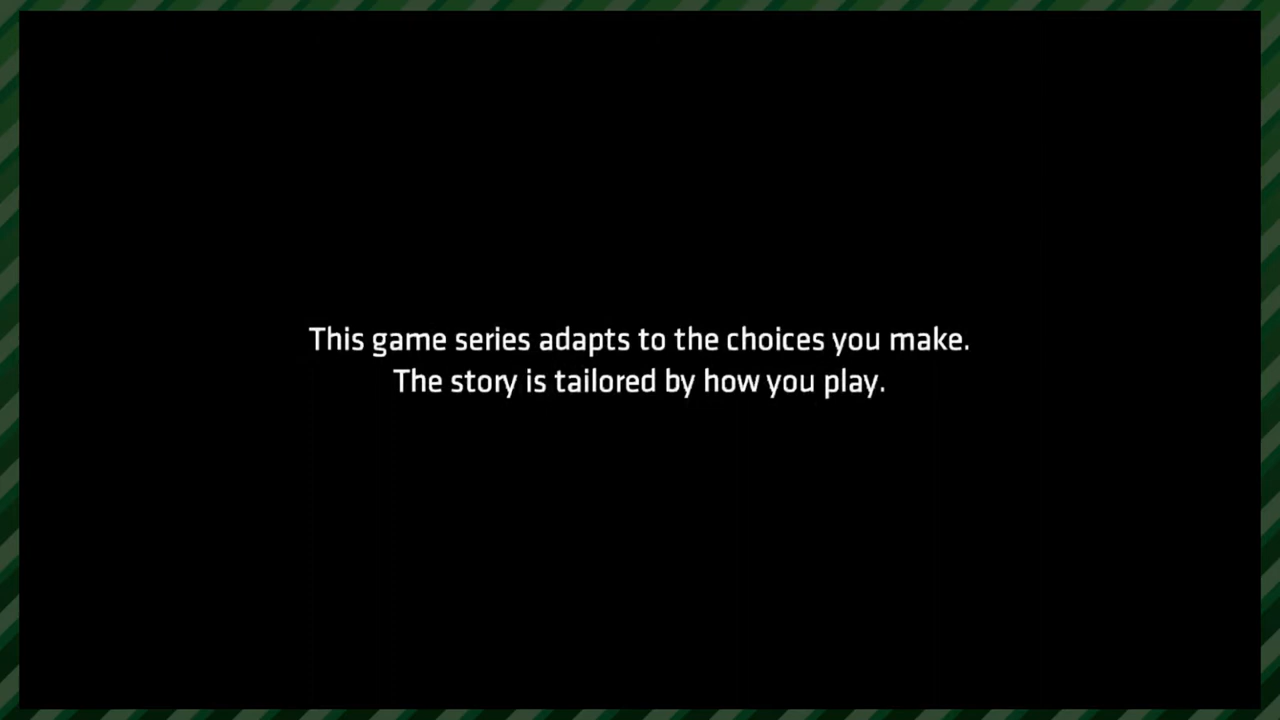 This game series adapts to the choices you make.
The story is tailored by how you play.